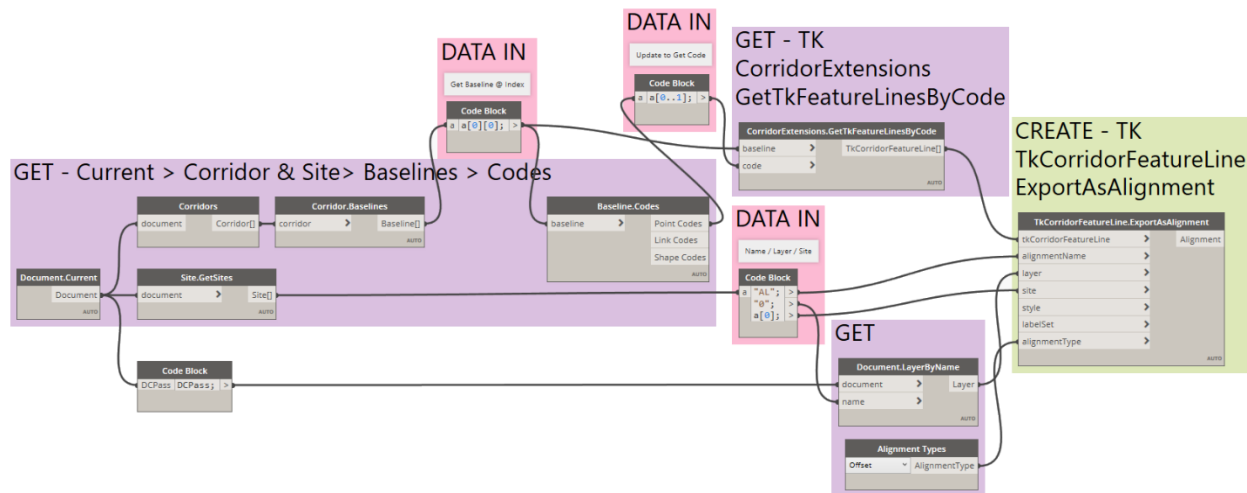 DATA IN
Update to Get Code
Code Block
a a[0..1]; >
DATA IN
Get Baseline @ Index
Code Block
a a[0][0]; >
GET - TK
CorridorExtensions
GetTkFeatureLinesByCode
CorridorExtensions.GetTkFeatureLinesByCode
baseline > TkCorridorFeatureLine[]
code >
AUTO
CREATE - TK
TkCorridorFeatureLine
ExportAsAlignment
TkCorridorFeatureLine.ExportAsAlignment
tkCorridorFeatureLine > Alignment
alignmentName >
layer >
site >
style >
labelSet >
alignmentType >
AUTO
GET - Current > Corridor & Site> Baselines > Codes
Corridors
document Corridor[]
Corridor.Baselines
corridor > Baseline[]
AUTO
Baseline.Codes
baseline > Point Codes
Link Codes
Shape Codes
AUTO
Document.Current
Document
AUTO
Site.GetSites
document > Site[]
AUTO
DATA IN
Name / Layer / Site
Code Block
a "AL"; >
"0"; >
a[0]; >
Code Block
DCPass DCPass; >
GET
Document.LayerByName
document > Layer
name >
AUTO
Alignment Types
Offset AlignmentType
AUTO